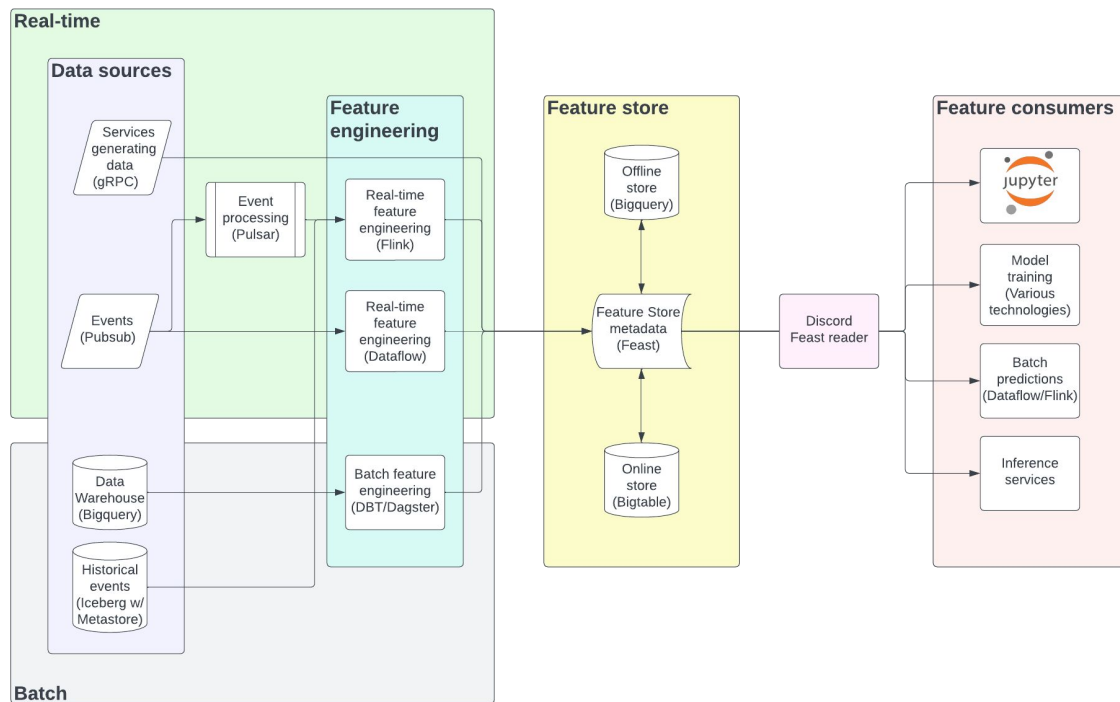 Real-time
Data sources
Services
generating
data
(gRPC)
Events
(Pubsub)
Data
Warehouse
(Bigquery)
Historical
events
(Iceberg w/
Metastore)
Event
processing
(Pulsar)
Feature
engineering
Real-time
feature
engineering
(Flink)
Real-time
feature
engineering
(Dataflow)
Batch feature
engineering
(DBT/Dagster)
Batch
Feature store
Offline
store
(Bigquery)
Feature Store
metadata
(Feast)
Online
store
(Bigtable)
Discord
Feast reader
Feature consumers
jupyter
Model
training
(Various
technologies)
Batch
predictions
(Dataflow/Flink)
Inference
services